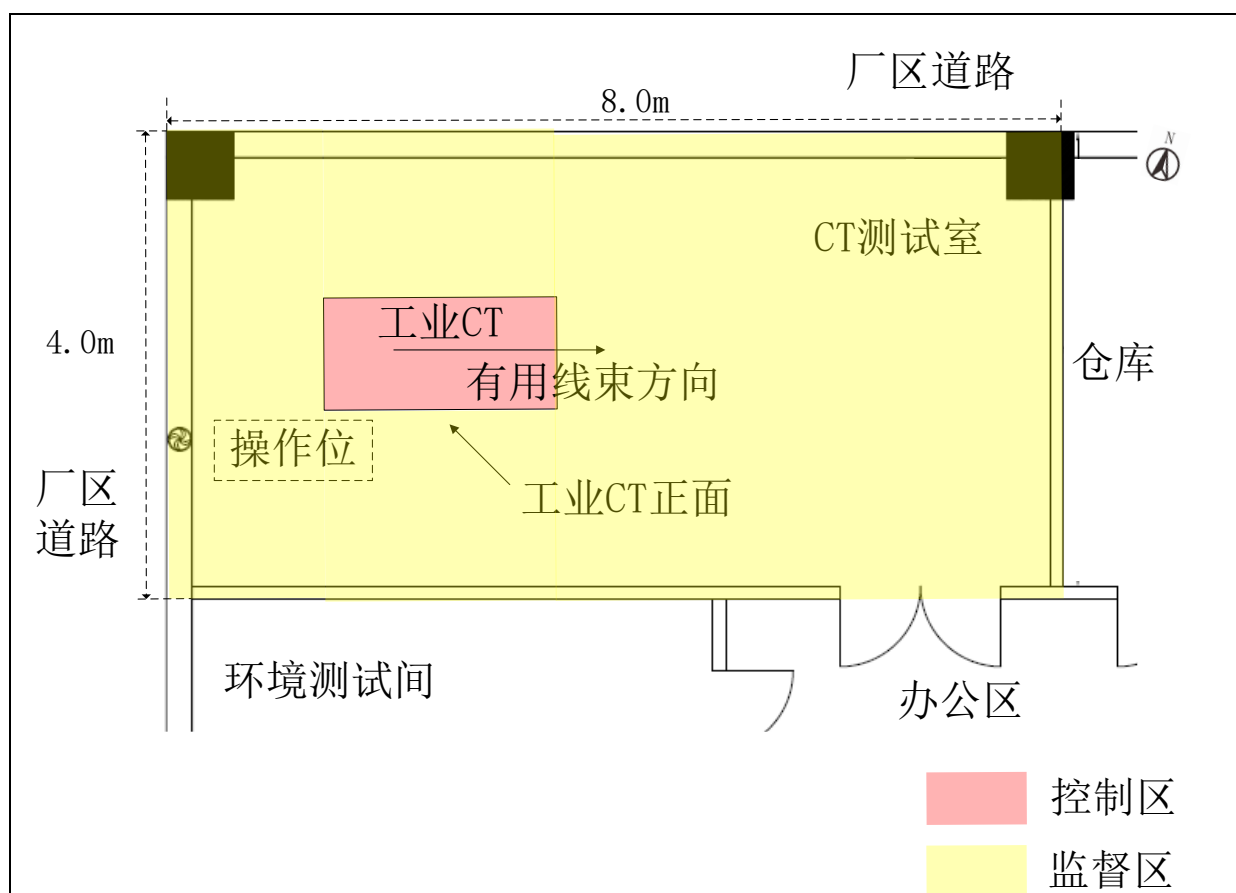 厂区道路
8.0m
N
CT测试室
工业CT
4.0m
仓库
有用线束方向
操作位
工业CT正面
厂区
道路
环境测试间
办公区
控制区
监督区